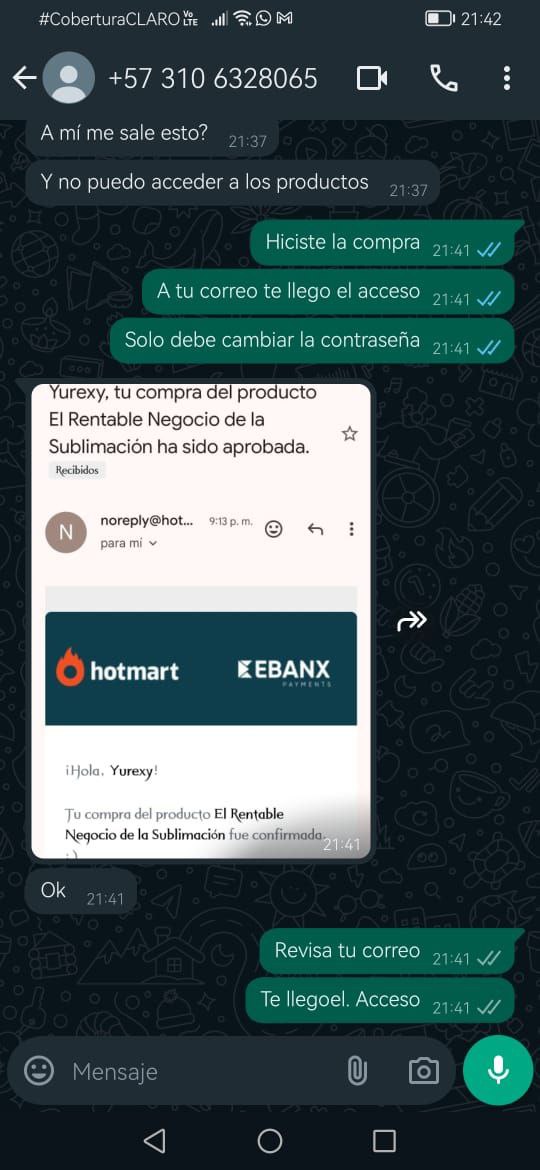 #CoberturaCLARO Vo LTE 21:42
+57 310 6328065
A mí me sale esto? 21:37
Y no puedo acceder a los productos 21:37
Hiciste la compra 21:41
A tu correo te llego el acceso 21:41
Solo debe cambiar la contraseña 21:41
Yurexy, tu compra del producto
El Rentable Negocio de la
Sublimación ha sido aprobada.
Recibidos
N
noreply@hot... 9:13 p. m.
para mi
hotmart
EBANX
PAYMENTS
¡Hola, Yurexy!
Tu compra del producto El Rentable
Negocio de la Sublimación fue confirmada
:)
21:41
Ok 21:41
Revisa tu correo 21:41
Te llegoel. Acceso 21:41
Mensaje